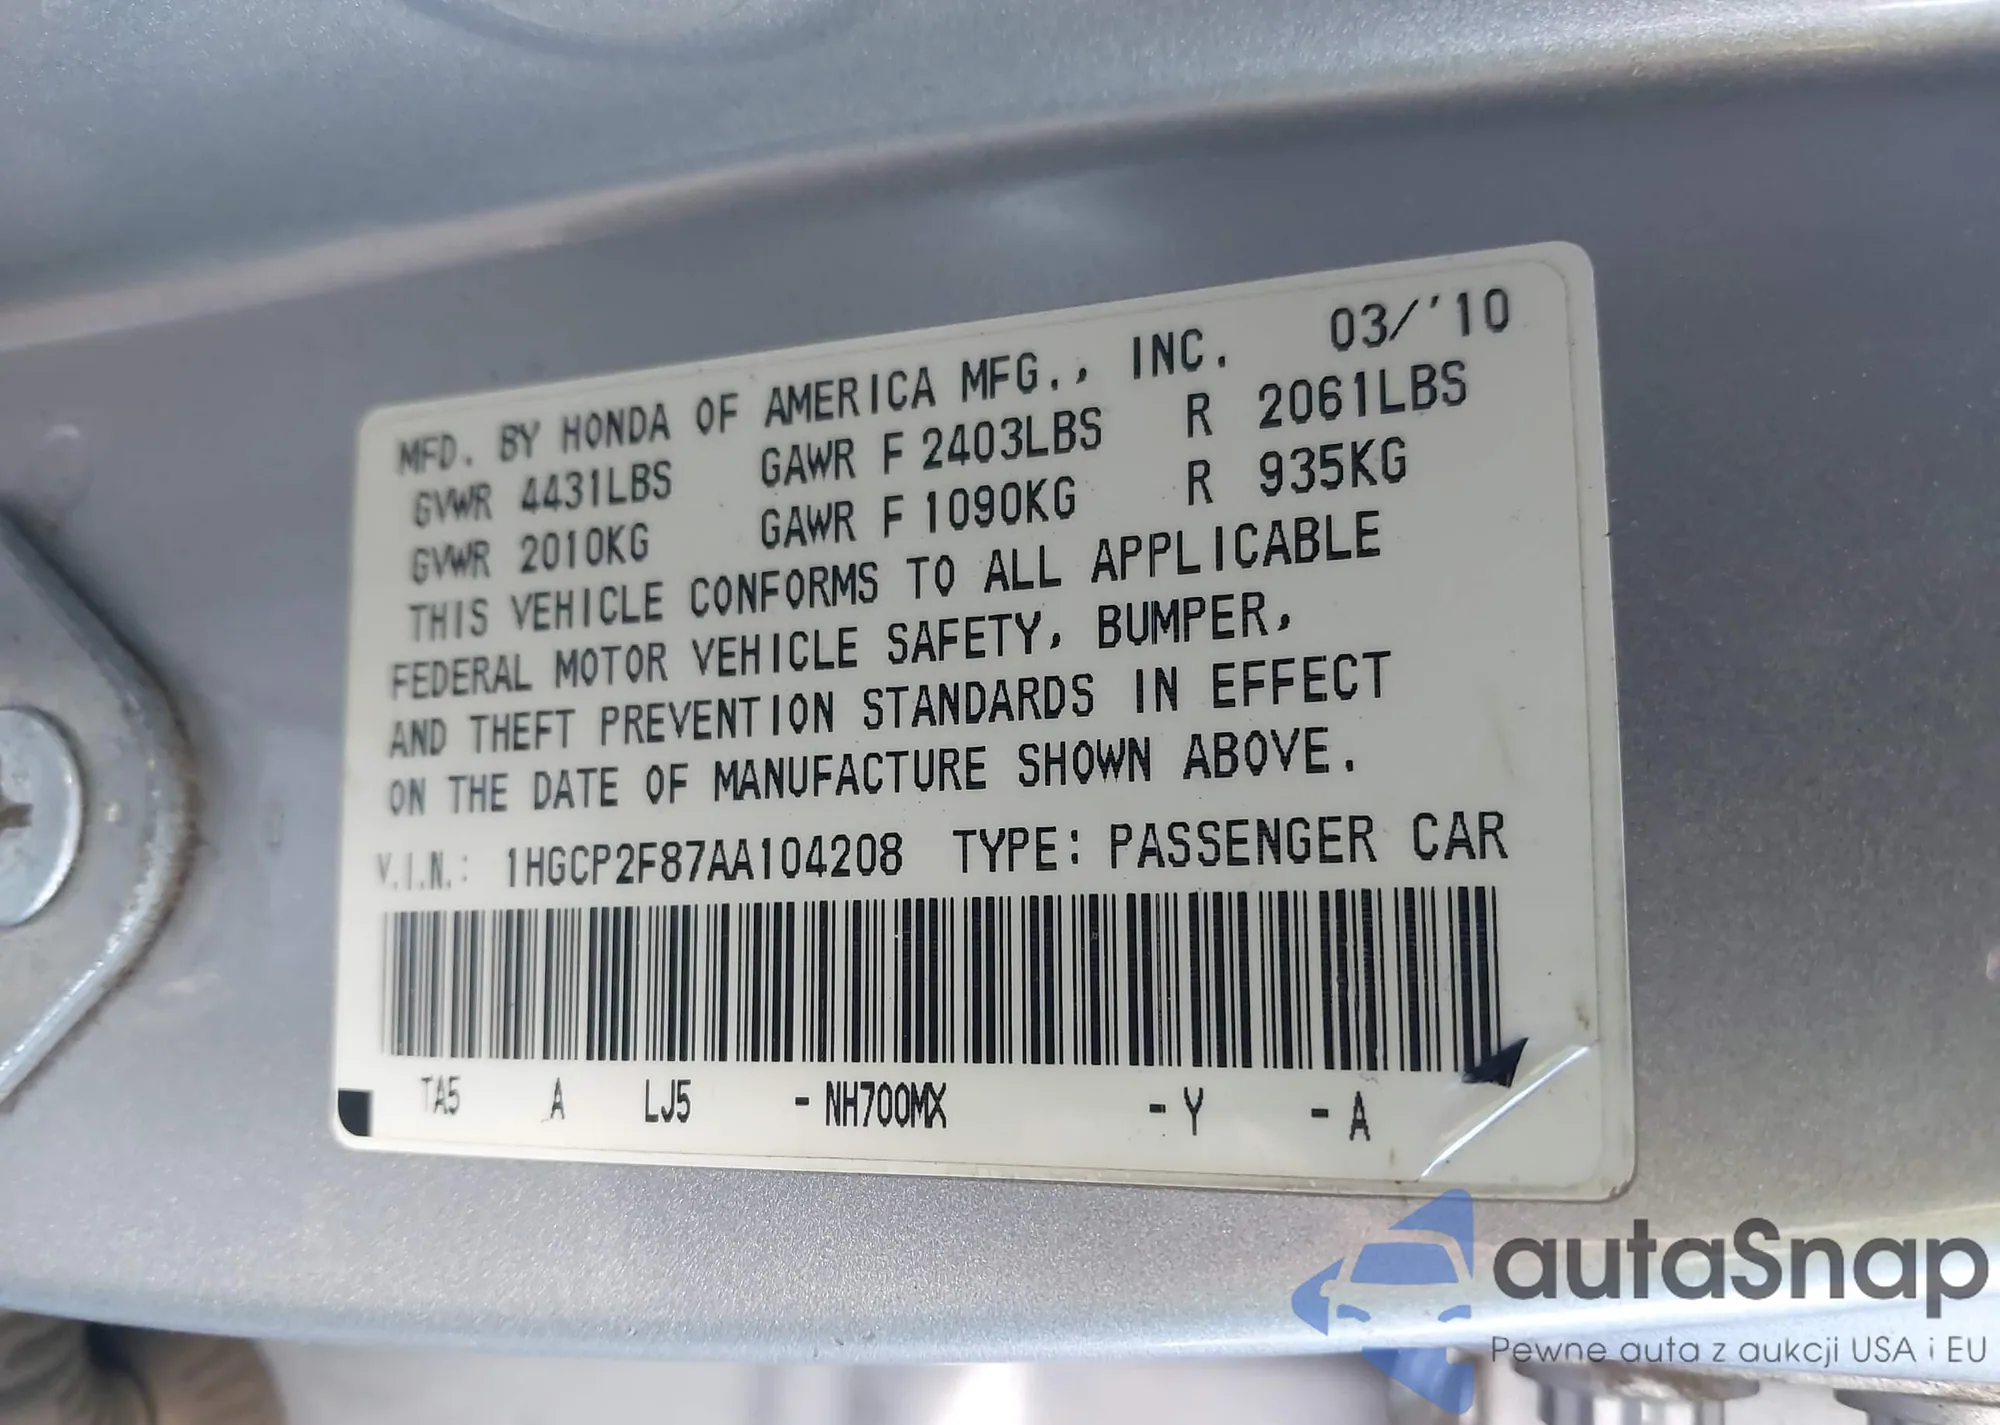 MFD. BY HONDA OF AMERICA MFG., INC. 03/'10
GVWR 4431LBS GAWR F 2403LBS R 2061LBS
GVWR 2010KG GAWR F 1090KG R 935KG
THIS VEHICLE CONFORMS TO ALL APPLICABLE
FEDERAL MOTOR VEHICLE SAFETY, BUMPER,
AND THEFT PREVENTION STANDARDS IN EFFECT
ON THE DATE OF MANUFACTURE SHOWN ABOVE.
V.I.N.: 1HGCP2F87AA104208 TYPE: PASSENGER CAR
TA5 A LJ5 - NH700MX - Y - A
autaSnap
Pewne auta z aukcji USA i EU